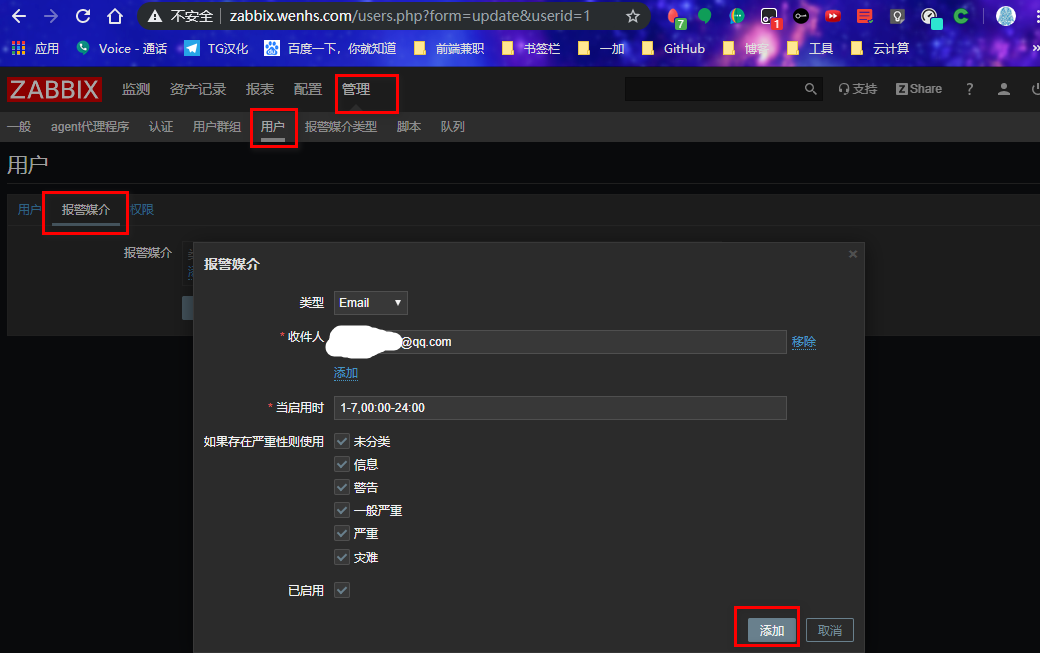 不安全 zabbix.wenhs.com/users.php?form=update&userid=1 7 1
应用 Voice - 通话 TG汉化 百度一下，你就知道 前端兼职 书签栏 一加 GitHub 博客 工具 云计算 »
ZABBIX 监测 资产记录 报表 配置 管理 支持 Z Share ?
一般 agent代理程序 认证 用户群组 用户 报警媒介类型 脚本 队列
用户
用户 报警媒介 权限
报警媒介
报警媒介 ×
类型 Email ▼
* 收件人 @qq.com 移除
添加
* 当启用时 1-7,00:00-24:00
如果存在严重性则使用 未分类
信息
警告
一般严重
严重
灾难
已启用
添加 取消